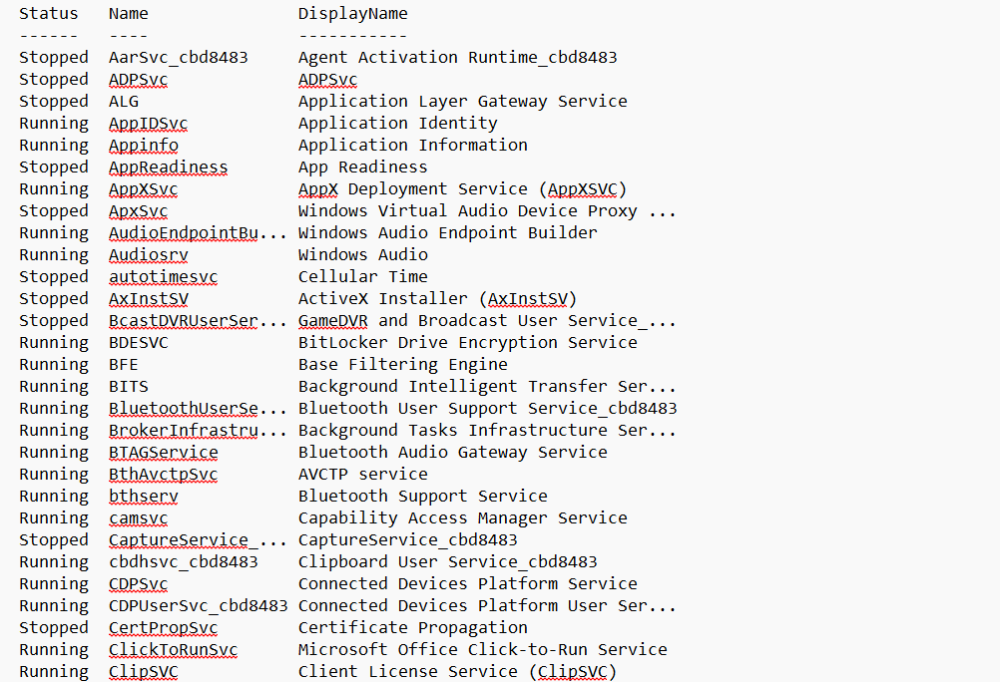 Status   Name               DisplayName
------   ----               -----------
Stopped  AarSvc_cbd8483     Agent Activation Runtime_cbd8483
Stopped  ADPSvc             ADPSvc
Stopped  ALG                Application Layer Gateway Service
Running  AppIDSvc           Application Identity
Running  Appinfo            Application Information
Stopped  AppReadiness       App Readiness
Running  AppXSvc            AppX Deployment Service (AppXSVC)
Stopped  ApxSvc             Windows Virtual Audio Device Proxy ...
Running  AudioEndpointBu... Windows Audio Endpoint Builder
Running  Audiosrv           Windows Audio
Stopped  autotimesvc        Cellular Time
Stopped  AxInstSV           ActiveX Installer (AxInstSV)
Stopped  BcastDVRUserSer... GameDVR and Broadcast User Service_...
Running  BDESVC             BitLocker Drive Encryption Service
Running  BFE                Base Filtering Engine
Running  BITS               Background Intelligent Transfer Ser...
Running  BluetoothUserSe... Bluetooth User Support Service_cbd8483
Running  BrokerInfrastru... Background Tasks Infrastructure Ser...
Running  BTAGService        Bluetooth Audio Gateway Service
Running  BthAvctpSvc        AVCTP service
Running  bthserv            Bluetooth Support Service
Running  camsvc             Capability Access Manager Service
Stopped  CaptureService_... CaptureService_cbd8483
Running  cbdhsvc_cbd8483    Clipboard User Service_cbd8483
Running  CDPSvc             Connected Devices Platform Service
Running  CDPUserSvc_cbd8483 Connected Devices Platform User Ser...
Stopped  CertPropSvc        Certificate Propagation
Running  ClickToRunSvc      Microsoft Office Click-to-Run Service
Running  ClipSVC            Client License Service (ClipSVC)